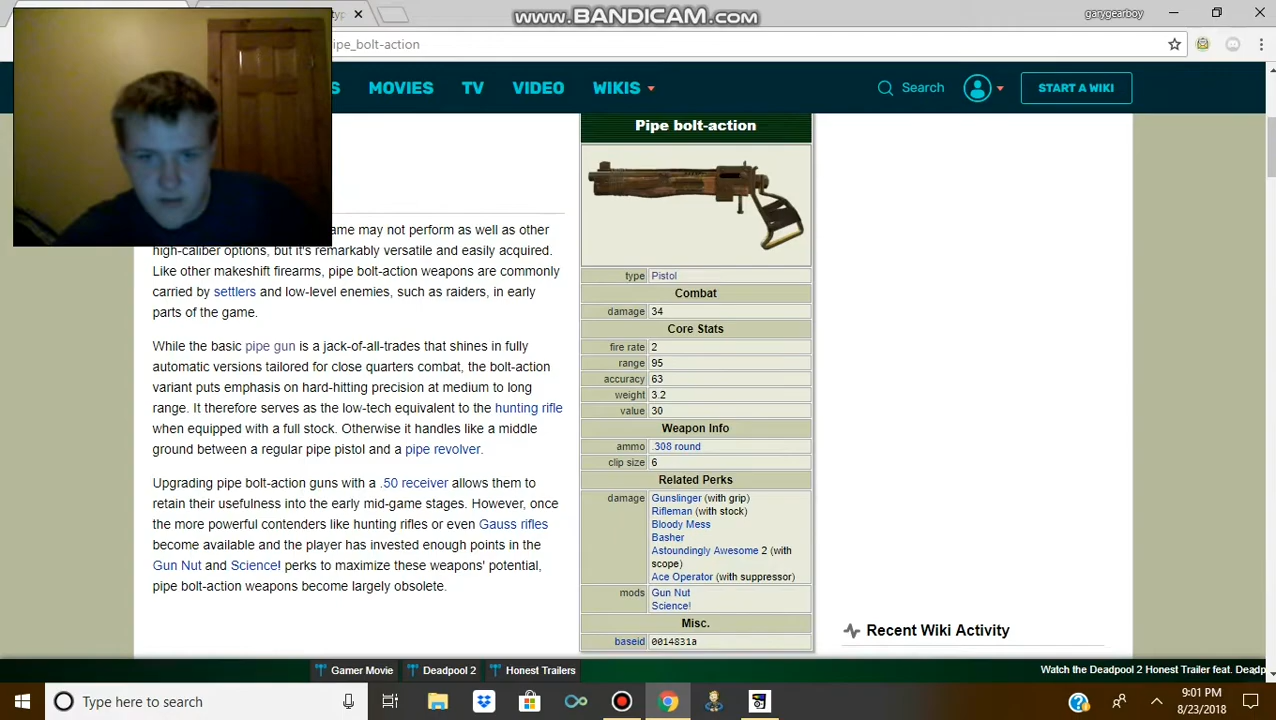 www.BANDICAM.com
garygearboy
ipe_bolt-action
MOVIES TV VIDEO WIKIS
Search
START A WIKI
Pipe bolt-action
ame may not perform as well as other
high-caliber options, but it's remarkably versatile and easily acquired.
Like other makeshift firearms, pipe bolt-action weapons are commonly
carried by settlers and low-level enemies, such as raiders, in early
parts of the game.
While the basic pipe gun is a jack-of-all-trades that shines in fully
automatic versions tailored for close quarters combat, the bolt-action
variant puts emphasis on hard-hitting precision at medium to long
range. It therefore serves as the low-tech equivalent to the hunting rifle
when equipped with a full stock. Otherwise it handles like a middle
ground between a regular pipe pistol and a pipe revolver.
Upgrading pipe bolt-action guns with a .50 receiver allows them to
retain their usefulness into the early mid-game stages. However, once
the more powerful contenders like hunting rifles or even Gauss rifles
become available and the player has invested enough points in the
Gun Nut and Science! perks to maximize these weapons' potential,
pipe bolt-action weapons become largely obsolete.
type Pistol
Combat
damage 34
Core Stats
fire rate 2
range 95
accuracy 63
weight 3.2
value 30
Weapon Info
ammo .308 round
clip size 6
Related Perks
damage Gunslinger (with grip)
Rifleman (with stock)
Bloody Mess
Basher
Astoundingly Awesome 2 (with
scope)
Ace Operator (with suppressor)
mods Gun Nut
Science!
Misc.
baseid 0014831a
Recent Wiki Activity
Gamer Movie Deadpool 2 Honest Trailers
Watch the Deadpool 2 Honest Trailer feat. Deadp
Type here to search
9:01 PM
8/23/2018